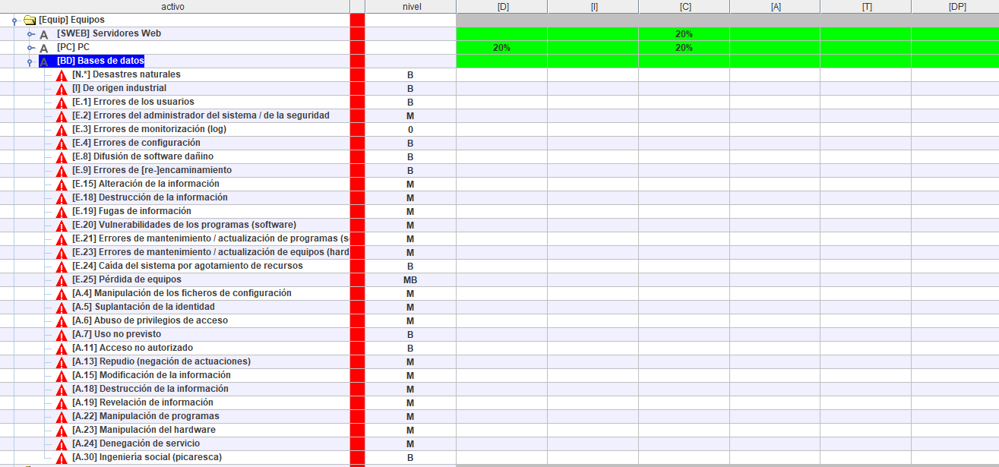 activo nivel [D] [I] [C] [A] [T] [DP]
[Equip] Equipos
A [SWEB] Servidores Web 20%
A [PC] PC 20% 20%
A [BD] Bases de datos
[N.*] Desastres naturales B
[I] De origen industrial B
[E.1] Errores de los usuarios B
[E.2] Errores del administrador del sistema / de la seguridad M
[E.3] Errores de monitorización (log) 0
[E.4] Errores de configuración B
[E.8] Difusión de software dañino B
[E.9] Errores de [re-]encaminamiento B
[E.15] Alteración de la información M
[E.18] Destrucción de la información M
[E.19] Fugas de información M
[E.20] Vulnerabilidades de los programas (software) M
[E.21] Errores de mantenimiento / actualización de programas (s M
[E.23] Errores de mantenimiento / actualización de equipos (hard M
[E.24] Caída del sistema por agotamiento de recursos B
[E.25] Pérdida de equipos MB
[A.4] Manipulación de los ficheros de configuración M
[A.5] Suplantación de la identidad M
[A.6] Abuso de privilegios de acceso M
[A.7] Uso no previsto B
[A.11] Acceso no autorizado B
[A.13] Repudio (negación de actuaciones) M
[A.15] Modificación de la información M
[A.18] Destrucción de la información M
[A.19] Revelación de información M
[A.22] Manipulación de programas M
[A.23] Manipulación del hardware M
[A.24] Denegación de servicio M
[A.30] Ingeniería social (picaresca) B